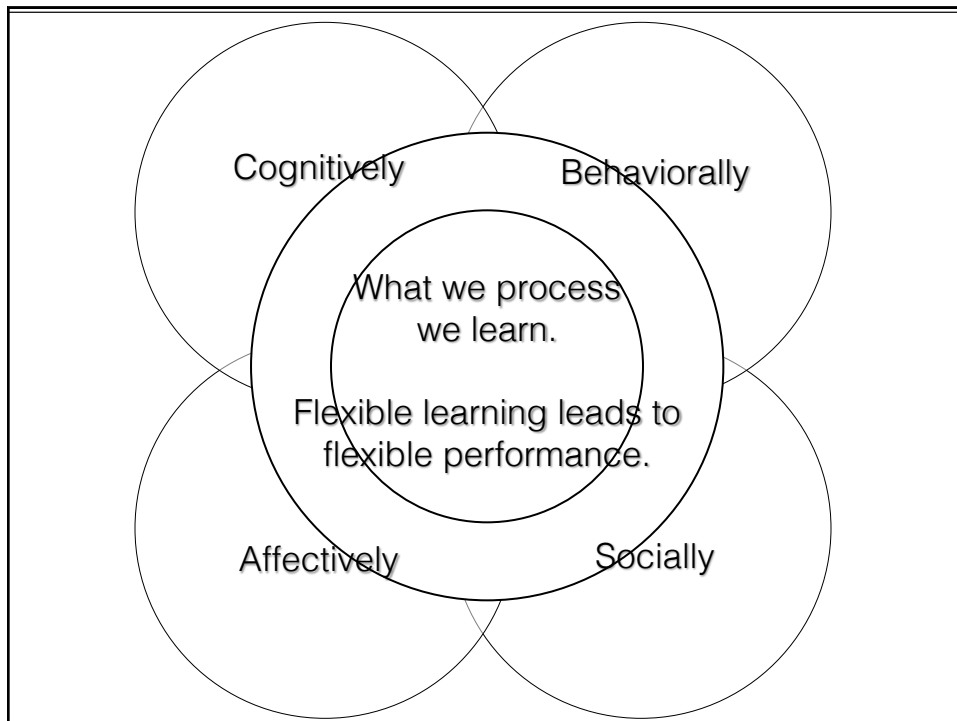 Cognitively
Behaviorally
What we process
we learn.
Flexible learning leads to
flexible performance.
Affectively
Socially